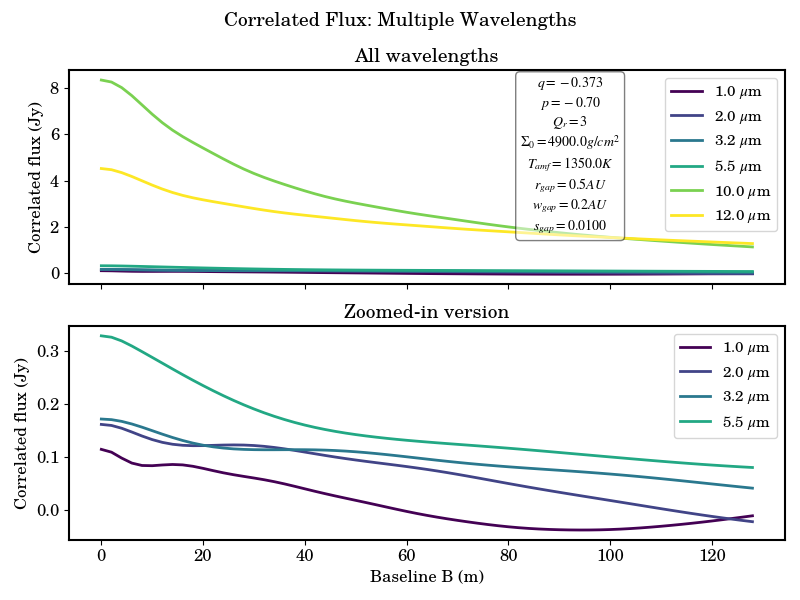 Correlated Flux: Multiple Wavelengths
All wavelengths
Correlated flux (Jy)
8
6
4
2
0
q = −0.373
p = −0.70
Q_r = 3
Σ_0 = 4900.0g/cm^2
T_amf = 1350.0K
r_gap = 0.5AU
w_gap = 0.2AU
s_gap = 0.0100
1.0 μm
2.0 μm
3.2 μm
5.5 μm
10.0 μm
12.0 μm
Zoomed-in version
Correlated flux (Jy)
0.3
0.2
0.1
0.0
1.0 μm
2.0 μm
3.2 μm
5.5 μm
0 20 40 60 80 100 120
Baseline B (m)